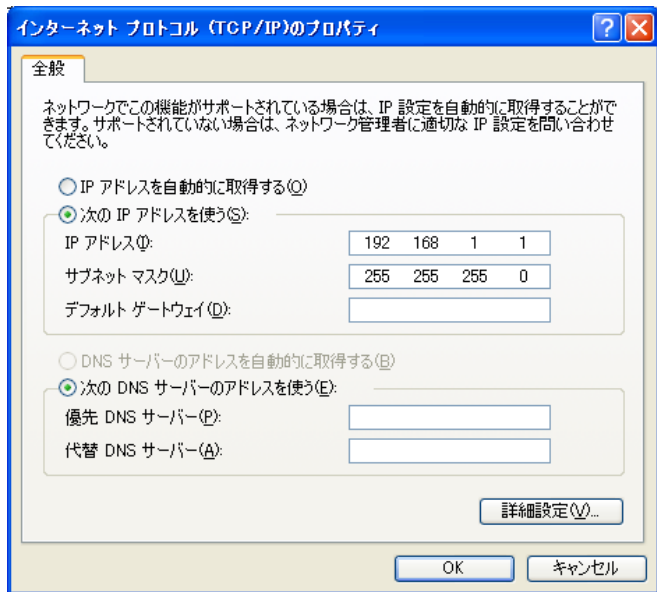 インターネット プロトコル (TCP/IP)のプロパティ
全般
ネットワークでこの機能がサポートされている場合は、IP 設定を自動的に取得することがで
きます。サポートされていない場合は、ネットワーク管理者に適切な IP 設定を問い合わせ
てください。
IP アドレスを自動的に取得する(O)
次の IP アドレスを使う(S):
IP アドレス(I): 192 168 1 1
サブネット マスク(U): 255 255 255 0
デフォルト ゲートウェイ(D):
DNS サーバーのアドレスを自動的に取得する(B)
次の DNS サーバーのアドレスを使う(E):
優先 DNS サーバー(P):
代替 DNS サーバー(A):
詳細設定(V)...
OK キャンセル